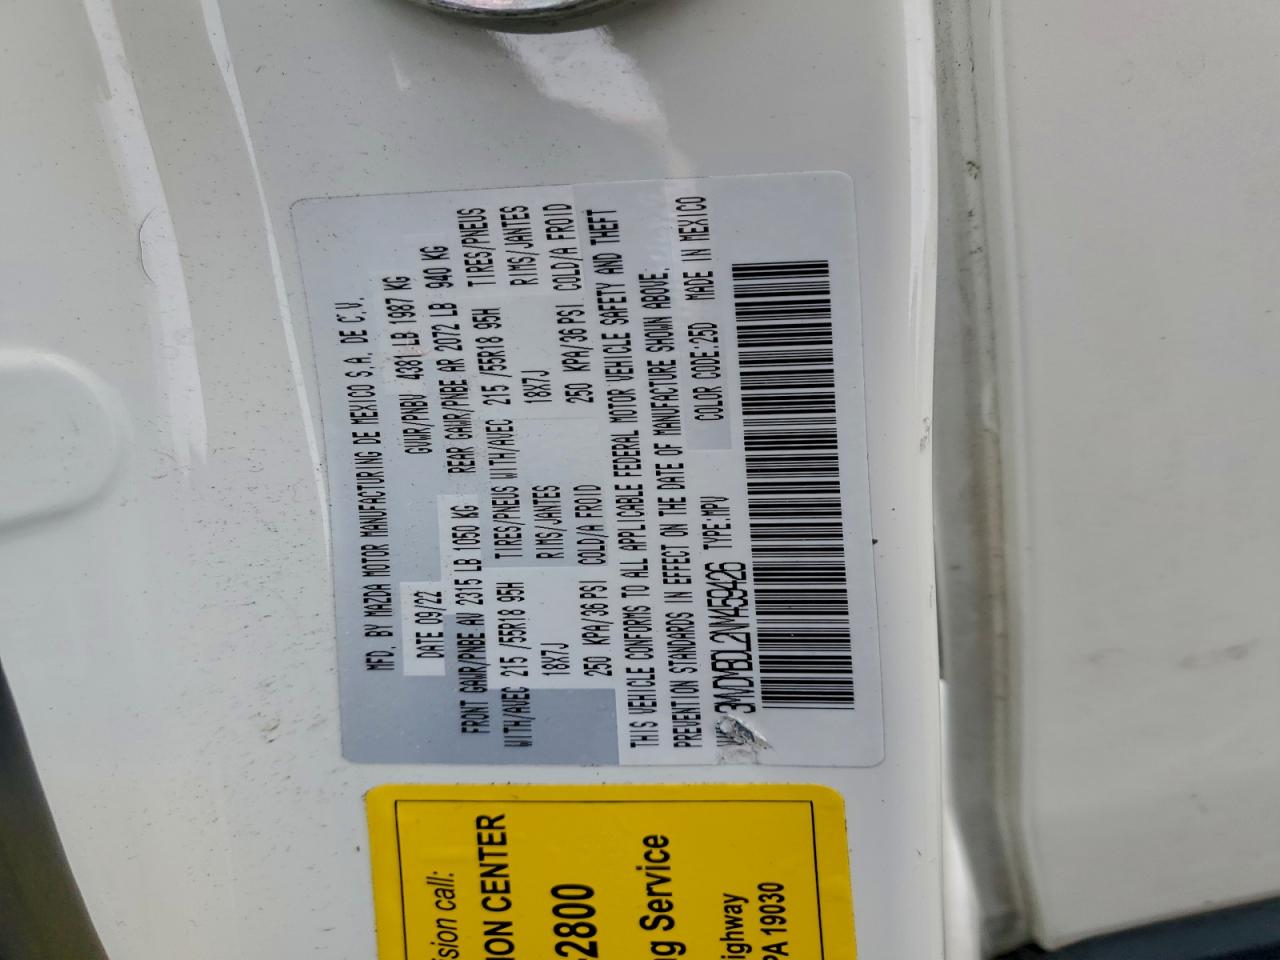 MFD. BY MAZDA MOTOR MANUFACTURING DE MEXICO S.A. DE C.V.
DATE 09/22 GVWR/PNBV 4381 LB 1987 KG
FRONT GAWR/PNBE AV 2315 LB 1050 KG REAR GAWR/PNBE AR 2072 LB 940 KG
WITH/AVEC 215 /55R18 95H TIRES/PNEUS WITH/AVEC 215 /55R18 95H TIRES/PNEUS
18X7J RIMS/JANTES 18X7J RIMS/JANTES
250 KPA/36 PSI COLD/A FROID 250 KPA/36 PSI COLD/A FROID
THIS VEHICLE CONFORMS TO ALL APPLICABLE FEDERAL MOTOR VEHICLE SAFETY AND THEFT
PREVENTION STANDARDS IN EFFECT ON THE DATE OF MANUFACTURE SHOWN ABOVE.
3MVDMBDL2NM459426 TYPE:MPV COLOR CODE:25D MADE IN MEXICO
sion call:
ION CENTER
-2800
ng Service
ighway
PA 19030